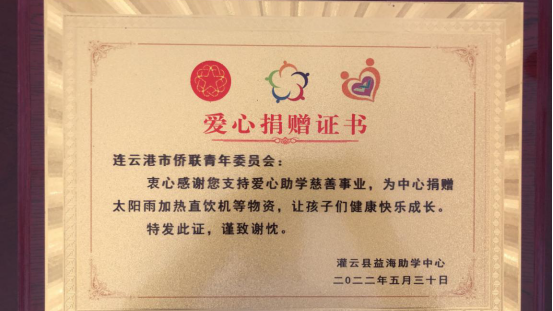 爱心捐赠证书
连云港市侨联青年委员会：
衷心感谢您支持爱心助学慈善事业，为中心捐赠
太阳雨加热直饮机等物资，让孩子们健康快乐成长。
特发此证，谨致谢忱。
灌云县益海助学中心
二〇二二年五月三十日